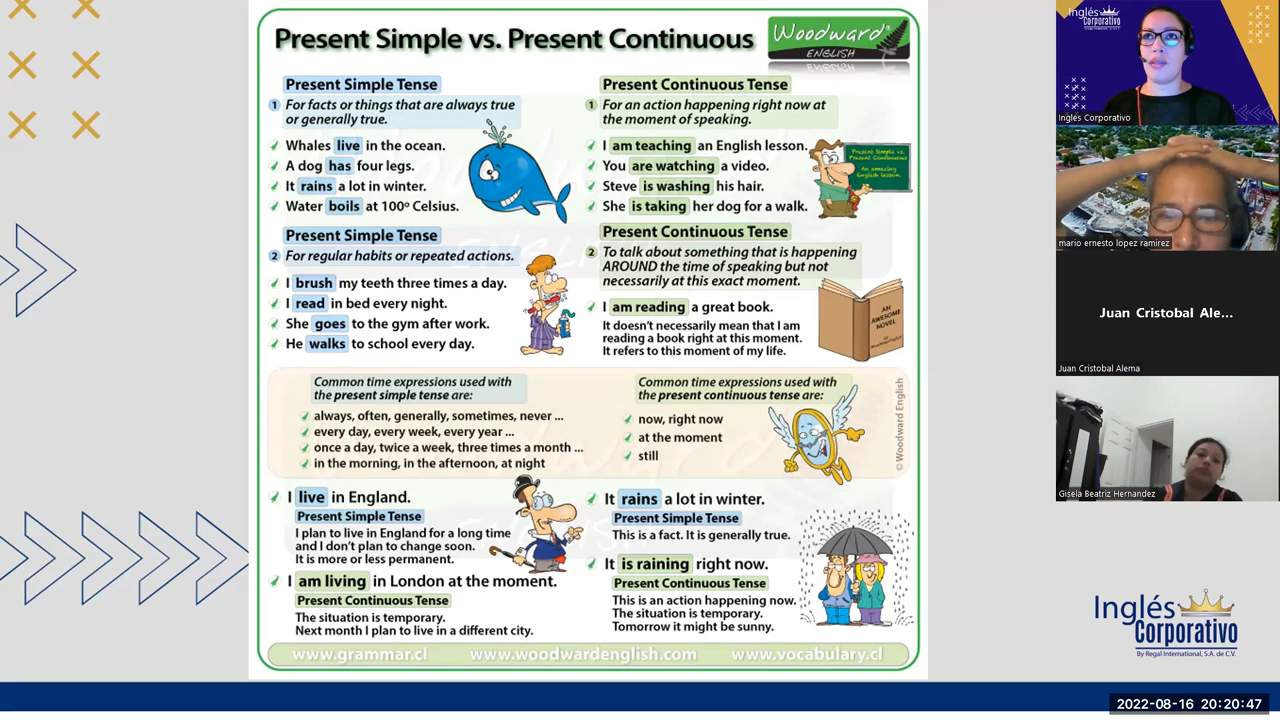 Present Simple vs. Present Continuous
Woodward®
ENGLISH
Present Simple Tense
1 For facts or things that are always true
or generally true.
Whales live in the ocean.
A dog has four legs.
It rains a lot in winter.
Water boils at 100º Celsius.
Present Simple Tense
2 For regular habits or repeated actions.
I brush my teeth three times a day.
I read in bed every night.
She goes to the gym after work.
He walks to school every day.
Present Continuous Tense
1 For an action happening right now at
the moment of speaking.
I am teaching an English lesson.
You are watching a video.
Steve is washing his hair.
She is taking her dog for a walk.
Present Simple vs.
Present Continuous
An amazing
English lesson.
Present Continuous Tense
2 To talk about something that is happening
AROUND the time of speaking but not
necessarily at this exact moment.
I am reading a great book.
It doesn't necessarily mean that I am
reading a book right at this moment.
It refers to this moment of my life.
AN
AWESOME
NOVEL
Common time expressions used with
the present simple tense are:
always, often, generally, sometimes, never ...
every day, every week, every year ...
once a day, twice a week, three times a month ...
in the morning, in the afternoon, at night
Common time expressions used with
the present continuous tense are:
now, right now
at the moment
still
© Woodward English
I live in England.
Present Simple Tense
I plan to live in England for a long time
and I don't plan to change soon.
It is more or less permanent.
I am living in London at the moment.
Present Continuous Tense
The situation is temporary.
Next month I plan to live in a different city.
It rains a lot in winter.
Present Simple Tense
This is a fact. It is generally true.
It is raining right now.
Present Continuous Tense
This is an action happening now.
The situation is temporary.
Tomorrow it might be sunny.
www.grammar.cl www.woodwardenglish.com www.vocabulary.cl
Inglés
Corporativo
Inglés Corporativo
mario ernesto lopez ramirez
Juan Cristobal Ale...
Juan Cristobal Alema
Gisela Beatriz Hernandez
Inglés
Corporativo
By Regal International, S.A. de C.V.
2022-08-16 20:20:47